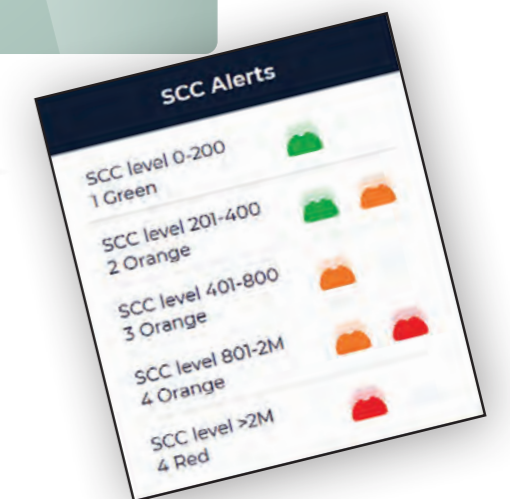 SCC Alerts
SCC level 0-200
1 Green
SCC level 201-400
2 Orange
SCC level 401-800
3 Orange
SCC level 801-2M
4 Orange
SCC level >2M
4 Red